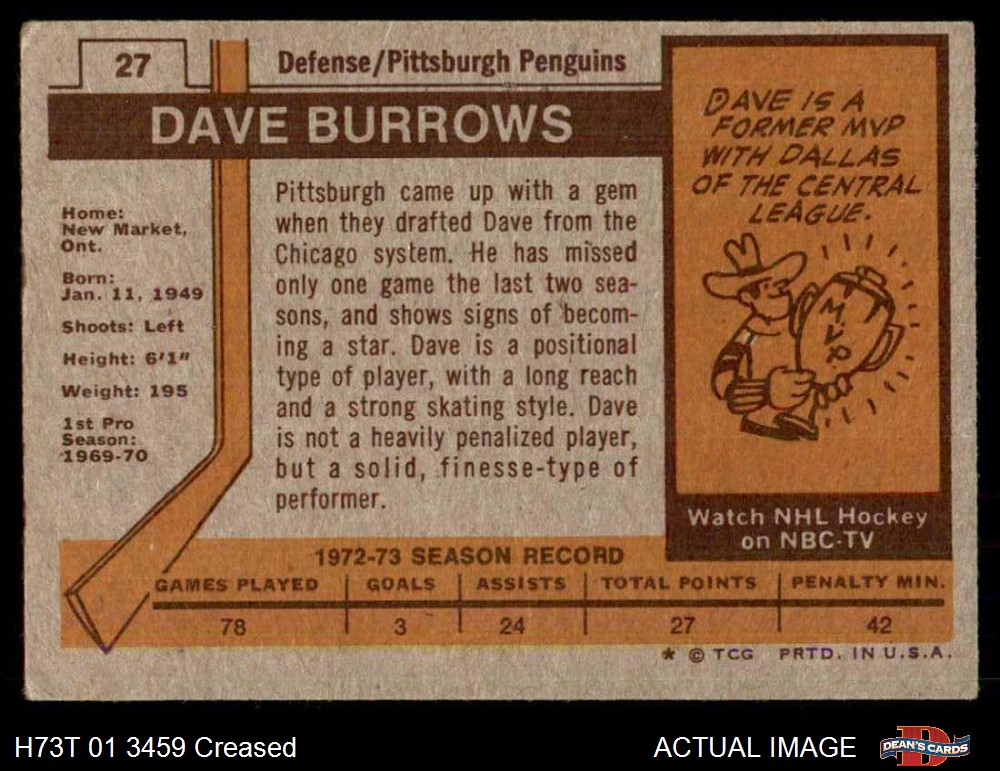 27
Defense/Pittsburgh Penguins
DAVE BURROWS
Home:
New Market,
Ont.
Born:
Jan. 11, 1949
Shoots: Left
Height: 6'1"
Weight: 195
1st Pro
Season:
1969-70
Pittsburgh came up with a gem
when they drafted Dave from the
Chicago system. He has missed
only one game the last two sea-
sons, and shows signs of becom-
ing a star. Dave is a positional
type of player, with a long reach
and a strong skating style. Dave
is not a heavily penalized player,
but a solid, finesse-type of
performer.
DAVE IS A
FORMER MVP
WITH DALLAS
OF THE CENTRAL
LEAGUE.
M.V.P.
Watch NHL Hockey
on NBC-TV
1972-73 SEASON RECORD
GAMES PLAYED GOALS ASSISTS TOTAL POINTS PENALTY MIN.
78 3 24 27 42
* © TCG PRTD. IN U.S.A.
H73T 01 3459 Creased
ACTUAL IMAGE
D
DEAN'S CARDS